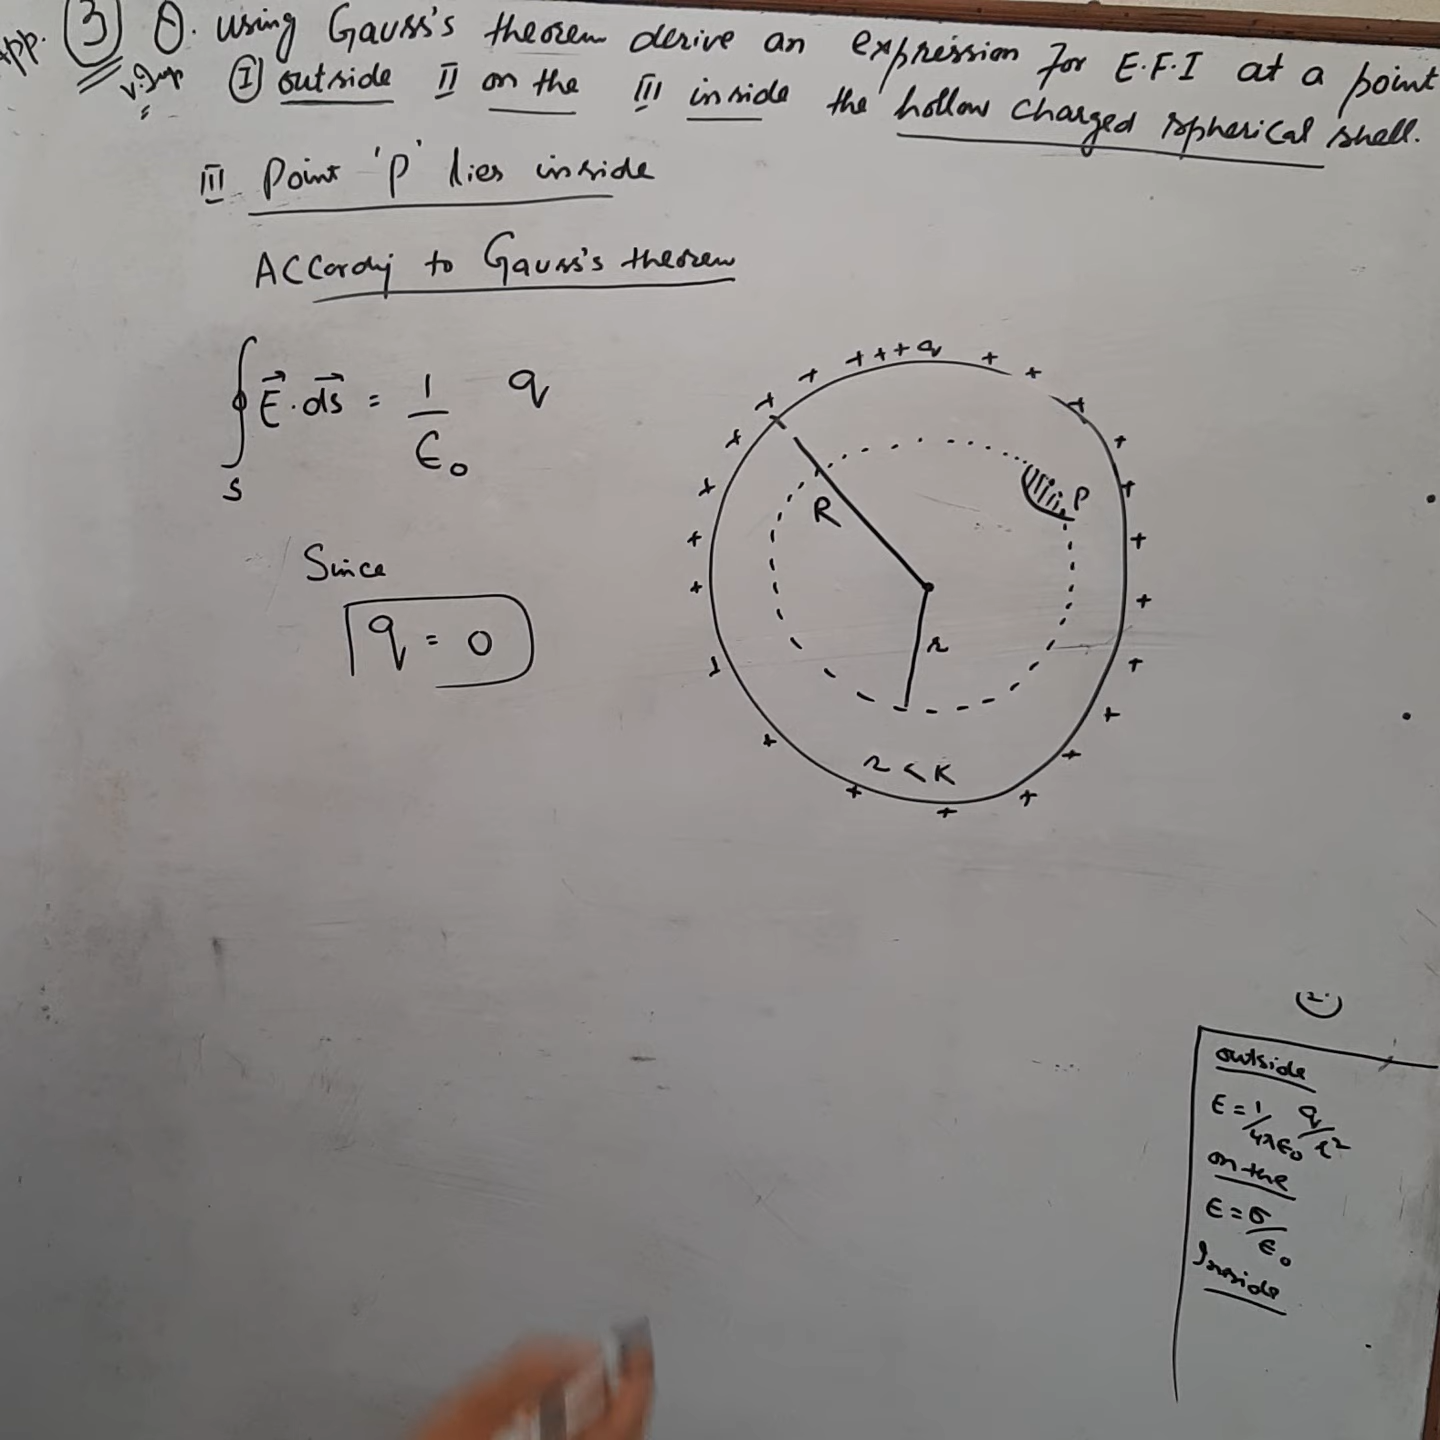 App. ③ Q. using Gauss's theorem derive an expression for E.F.I at a point
v.Imp Ⓘ outside II on the III inside the hollow charged spherical shell.
III Point 'P' lies inside
According to Gauss's theorem
∮ E⃗.ds⃗ = 1/ϵ₀ q
S
Since
q = 0
+++ q
P
R
r
r < R
(2)
outside
E = 1/4πϵ₀ q/r²
on the
E = σ/ϵ₀
Inside